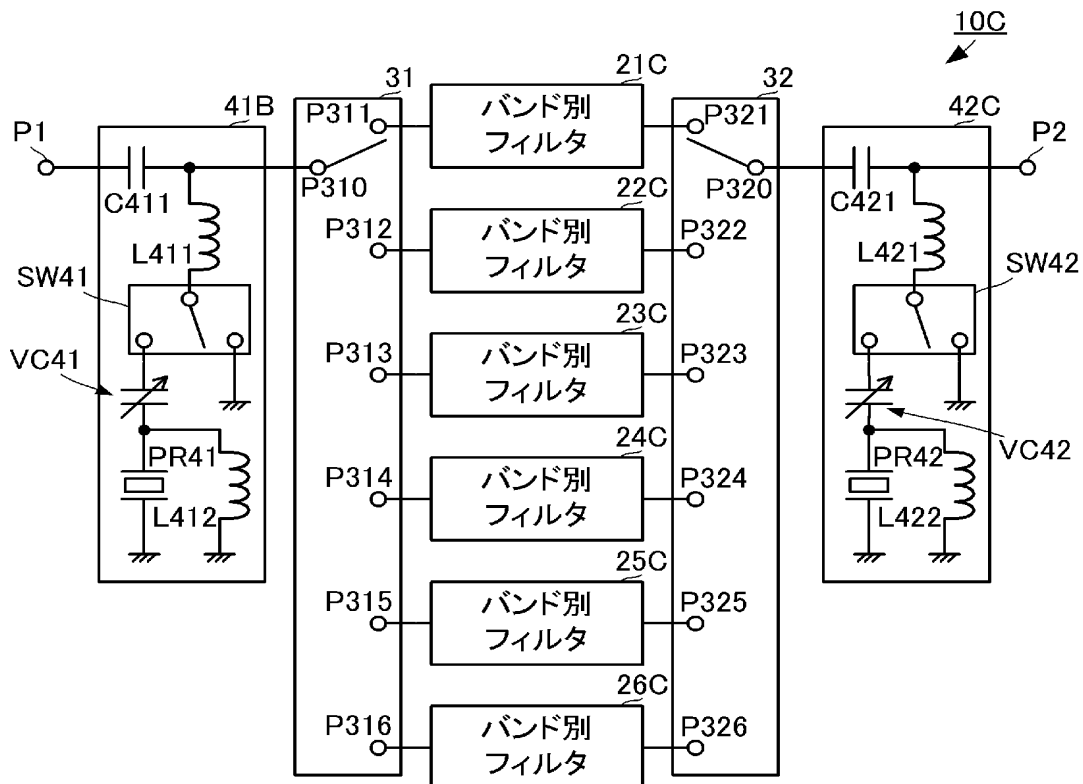 10C
21C
31
32
41B
42C
バンド別
フィルタ
P311
P321
P1
P2
P310
P320
C411
C421
22C
バンド別
フィルタ
P312
P322
L411
L421
SW41
SW42
23C
バンド別
フィルタ
P313
P323
VC41
VC42
24C
バンド別
フィルタ
PR41
PR42
P314
P324
L412
L422
25C
バンド別
フィルタ
P315
P325
26C
バンド別
フィルタ
P316
P326